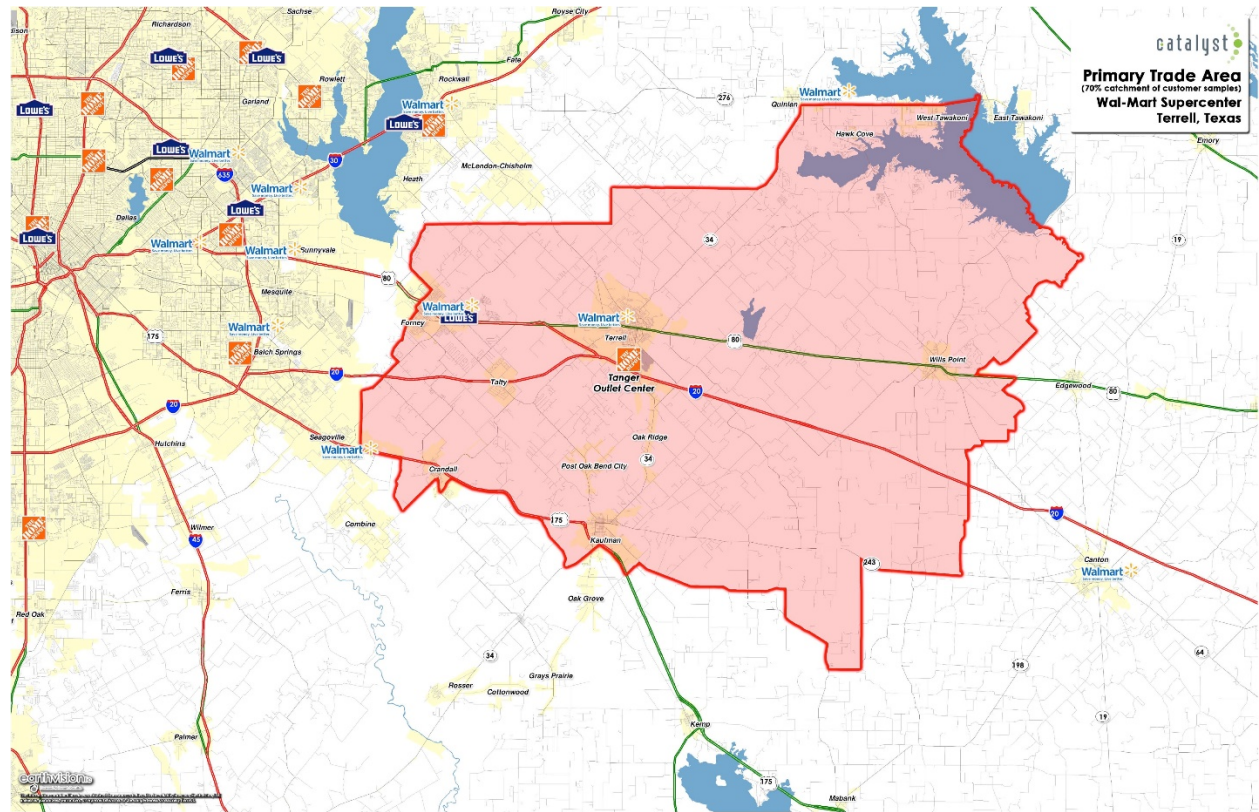 catalyst
Primary Trade Area
(70% catchment of customer samples)
Wal-Mart Supercenter
Terrell, Texas
Sachse
Royse City
Richardson
LOWE'S
LOWE'S
Fate
Rowlett
Rockwall
Garland
Walmart
276
Quinlan
Walmart
West Tawakoni
East Tawakoni
LOWE'S
LOWE'S
Hawk Cove
Emory
LOWE'S
Walmart
30
McLendon-Chisholm
635
Heath
Walmart
Dallas
LOWE'S
LOWE'S
Walmart
Walmart
Sunnyvale
34
19
80
Mesquite
Walmart
LOWE'S
Forney
Walmart
Terrell
175
Walmart
Balch Springs
80
Wills Point
20
Talty
Tanger
Outlet Center
20
Edgewood
80
20
Hutchins
Seagoville
Walmart
Oak Ridge
34
Crandall
Post Oak Bend City
Wilmer
Combine
175
20
45
Kaufman
243
Canton
Walmart
Ferris
Oak Grove
Red Oak
34
198
64
Rosser
Grays Prairie
Cottonwood
19
Palmer
Kemp
175
Mabank
earthvision